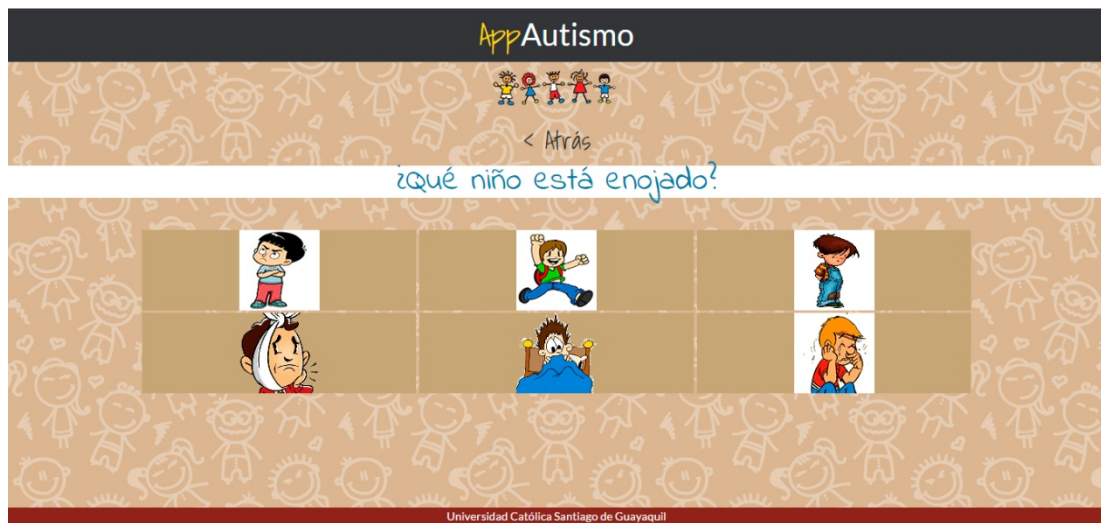 AppAutismo
< Atrás
¿Qué niño está enojado?
Universidad Católica Santiago de Guayaquil